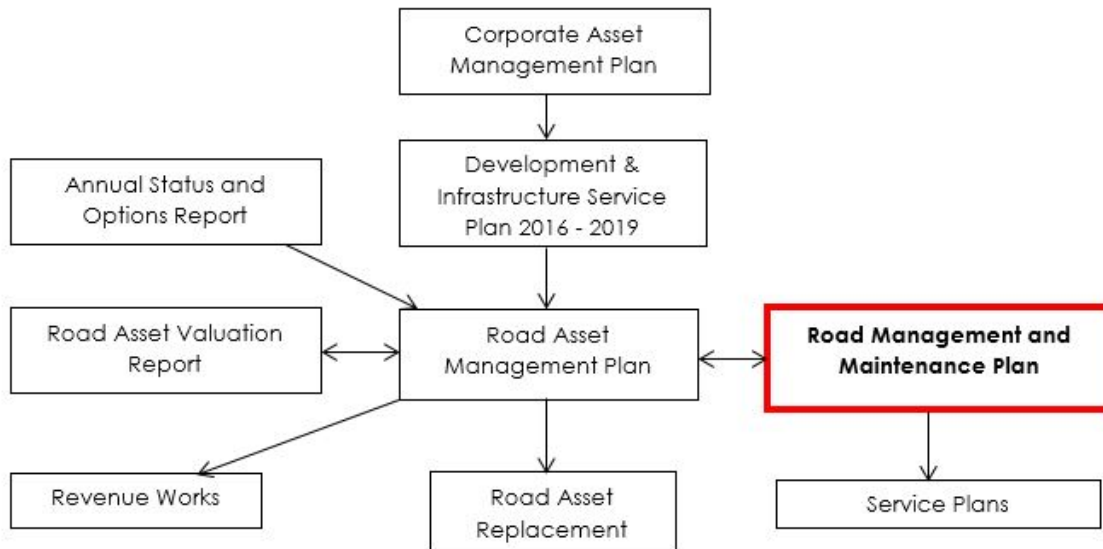 Corporate Asset
Management Plan
Development &
Infrastructure Service
Plan 2016 - 2019
Annual Status and
Options Report
Road Asset Valuation
Report
Road Asset
Management Plan
Road Management and
Maintenance Plan
Revenue Works
Road Asset
Replacement
Service Plans